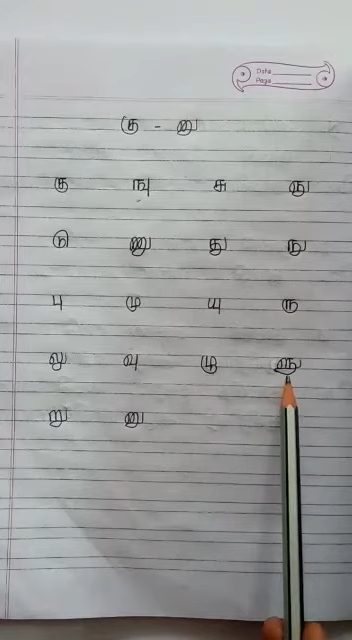 Date
Page
கு - னு
கு ஙு சு ஞு
டு ணு து நு
பு மு யு ரு
லு வு ழு ளு
று னு